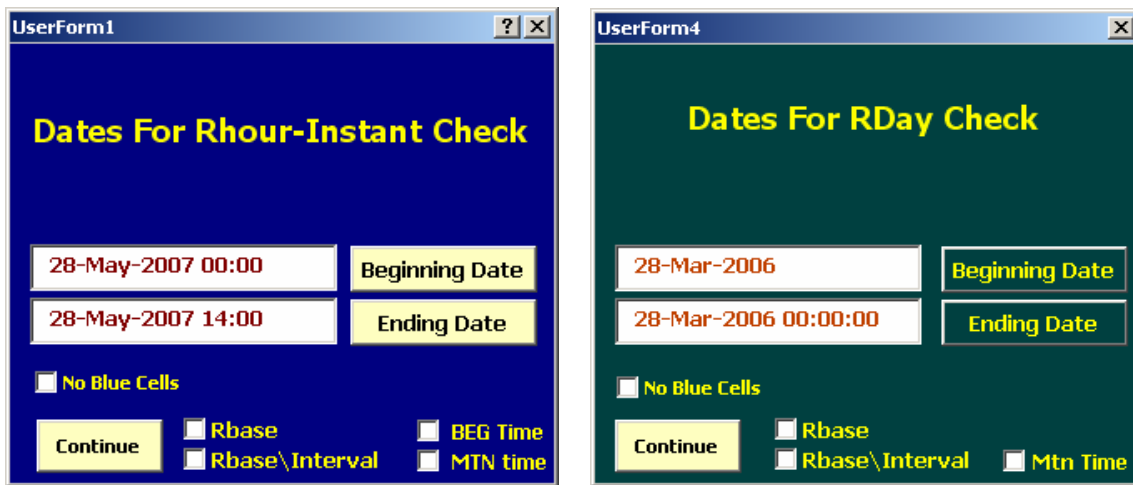 UserForm1
Dates For Rhour-Instant Check
28-May-2007 00:00
Beginning Date
28-May-2007 14:00
Ending Date
No Blue Cells
Continue
Rbase
BEG Time
Rbase\Interval
MTN time
UserForm4
Dates For RDay Check
28-Mar-2006
Beginning Date
28-Mar-2006 00:00:00
Ending Date
No Blue Cells
Continue
Rbase
Rbase\Interval
Mtn Time